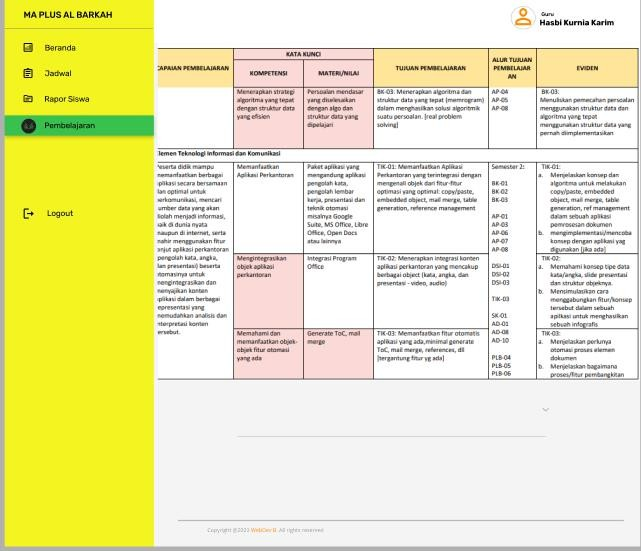 MA PLUS AL BARKAH
Beranda
Jadwal
Rapor Siswa
Pembelajaran
Logout
Guru
Hasbi Kurnia Karim
CAPAIAN PEMBELAJARAN
KATA KUNCI
KOMPETENSI
MATERI/NILAI
TUJUAN PEMBELAJARAN
ALUR TUJUAN
PEMBELAJAR
AN
EVIDEN
Menerapkan strategi
algoritma yang tepat
dengan struktur data
yang efisien
Persoalan mendasar
yang diselesaikan
dengan algo dan
struktur data yang
dipelajari
BK-03: Menerapkan algoritma dan
struktur data yang tepat (memrogram)
dalam menghasilkan solusi algoritmik
suatu persoalan. [real problem
solving]
AP-04
AP-05
AP-08
BK-03:
Menuliskan pemecahan persoalan
menggunakan struktur data dan
algoritma yang tepat
menggunakan struktur data yang
pernah diimplementasikan
Elemen Teknologi Informasi dan Komunikasi
Peserta didik mampu
memanfaatkan berbagai
aplikasi secara bersamaan
dan optimal untuk
berkomunikasi, mencari
sumber data yang akan
diolah menjadi informasi,
baik di dunia nyata
maupun di internet, serta
mahir menggunakan fitur
lanjut aplikasi perkantoran
(pengolah kata, angka,
dan presentasi) beserta
otomasinya untuk
mengintegrasikan dan
menyajikan konten
aplikasi dalam berbagai
representasi yang
memudahkan analisis dan
interpretasi konten
tersebut.
Memanfaatkan
Aplikasi Perkantoran
Paket aplikasi yang
mengandung aplikasi
pengolah kata,
pengolah lembar
kerja, presentasi dan
teknik otomasi
misalnya Google
Suite, MS Office, Libre
Office, Open Docs
atau lainnya
TIK-01: Memanfaatkan Aplikasi
Perkantoran yang terintegrasi dengan
mengenali objek dari fitur-fitur
optimasi yang optimal: copy/paste,
embedded object, mail merge, table
generation, reference management
Semester 2:
BK-01
BK-02
BK-03
AP-01
AP-03
AP-06
AP-07
AP-08
DSI-01
DSI-02
DSI-03
TIK-03
SK-01
AD-01
AD-08
AD-10
PLB-04
PLB-05
PLB-06
TIK-01:
a. Menjelaskan konsep dan
algoritma untuk melakukan
copy/paste, embedded
object, mail merge, table
generation, ref management
dalam sebuah aplikasi
pemrosesan dokumen
b. mengimplementasi/mencoba
konsep dengan aplikasi yag
digunakan [jika ada]
Mengintegrasikan
objek aplikasi
perkantoran
Integrasi Program
Office
TIK-02: Menerapkan integrasi konten
aplikasi perkantoran yang mencakup
berbagai object (kata, angka, dan
presentasi - video, audio)
TIK-02:
a. Memahami konsep tipe data
kata/angka, slide presentasi
dan struktur objeknya.
b. Mensimulasikan cara
menggabungkan fitur/konsep
tersebut dalam sebuah
aplikasi untuk menghasilkan
sebuah infografis
Memahami dan
memanfaatkan objek-
objek fitur otomasi
yang ada
Generate ToC, mail
merge
TIK-03: Memanfaatkan fitur otomatis
aplikasi yang ada,minimal generate
ToC, mail merge, references, dll
[tergantung fitur yg ada]
TIK-03:
a. Menjelaskan perlunya
otomasi proses elemen
dokumen
b. Menjelaskan bagaimana
proses/fitur pembangkitan
Copyright @2023 WebDev B. All rights reserved